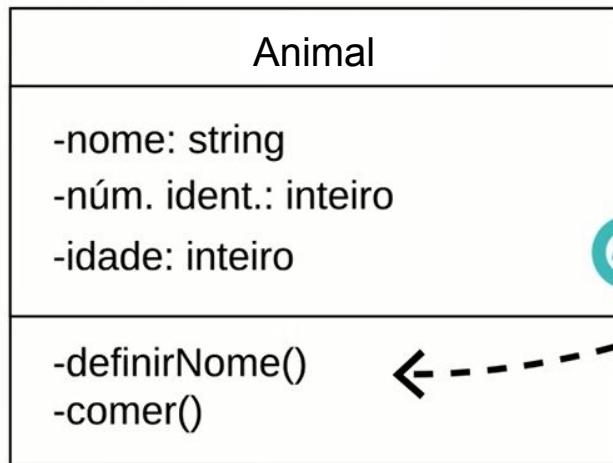 Animal
-nome: string
-núm. ident.: inteiro
-idade: inteiro
-definirNome()
-comer()